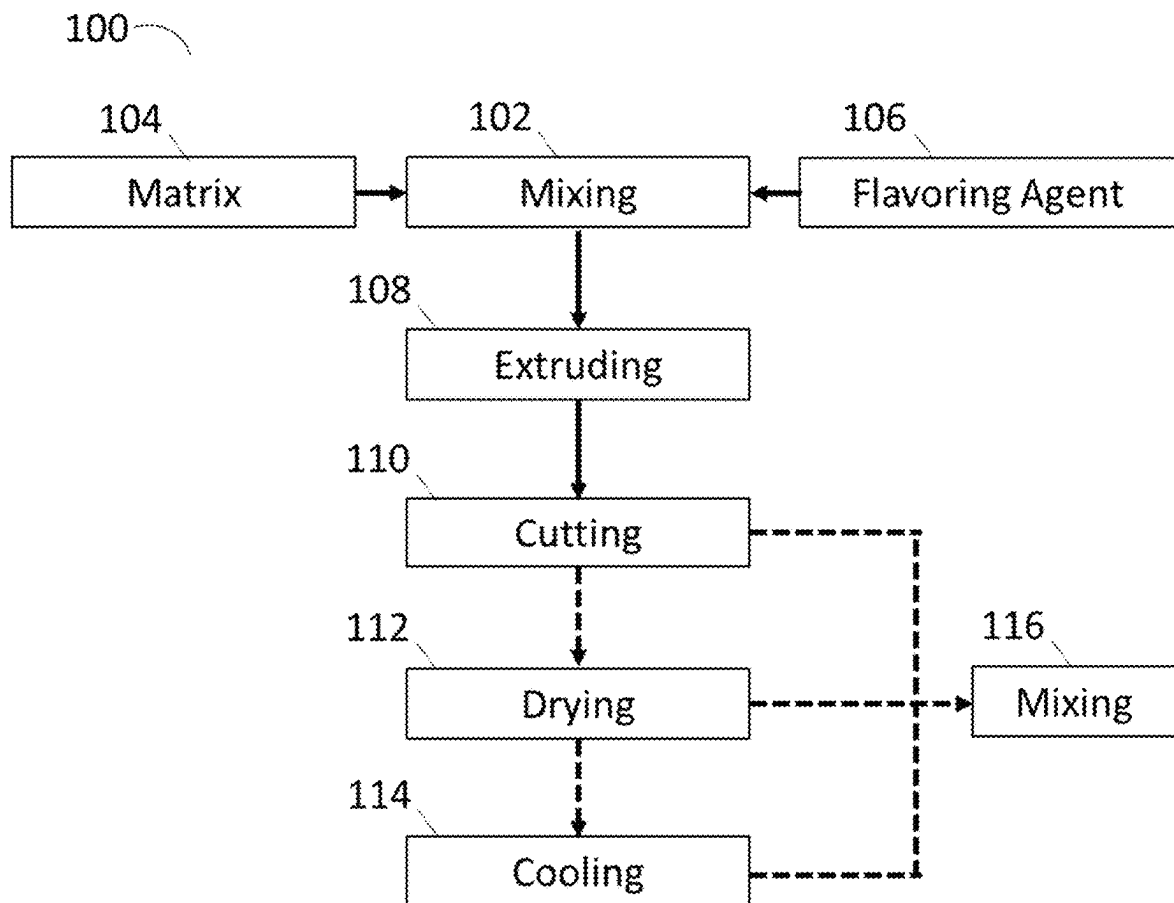 100
104
102
106
Matrix
Mixing
Flavoring Agent
108
Extruding
110
Cutting
112
116
Drying
Mixing
114
Cooling